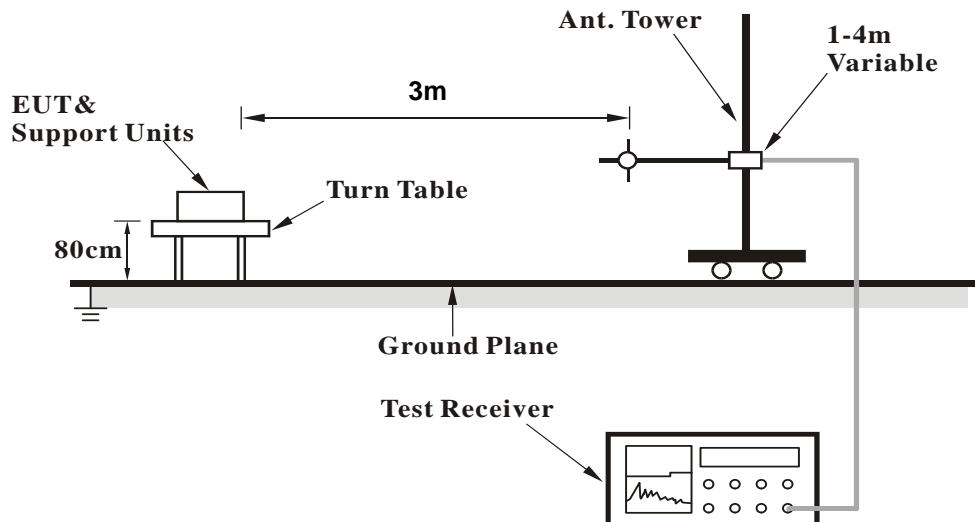 Ant. Tower
1-4m
Variable
3m
EUT&
Support Units
Turn Table
80cm
Ground Plane
Test Receiver